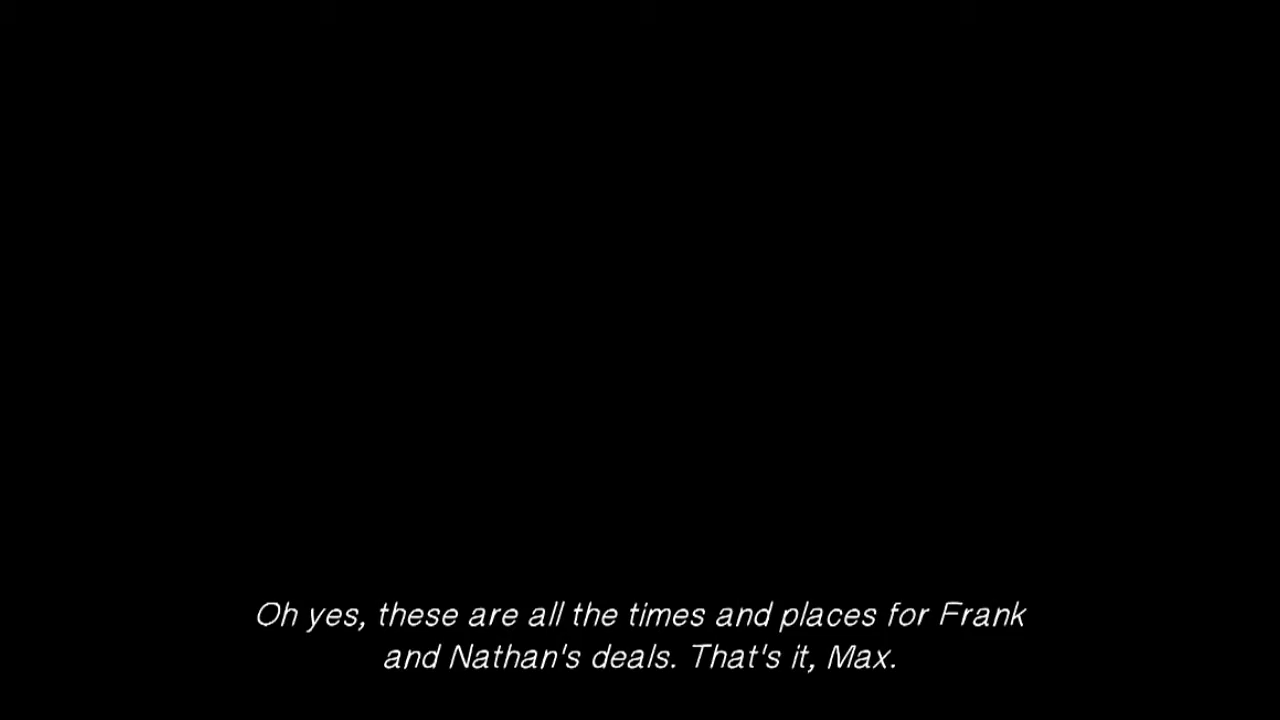 Oh yes, these are all the times and places for Frank
and Nathan's deals. That's it, Max.